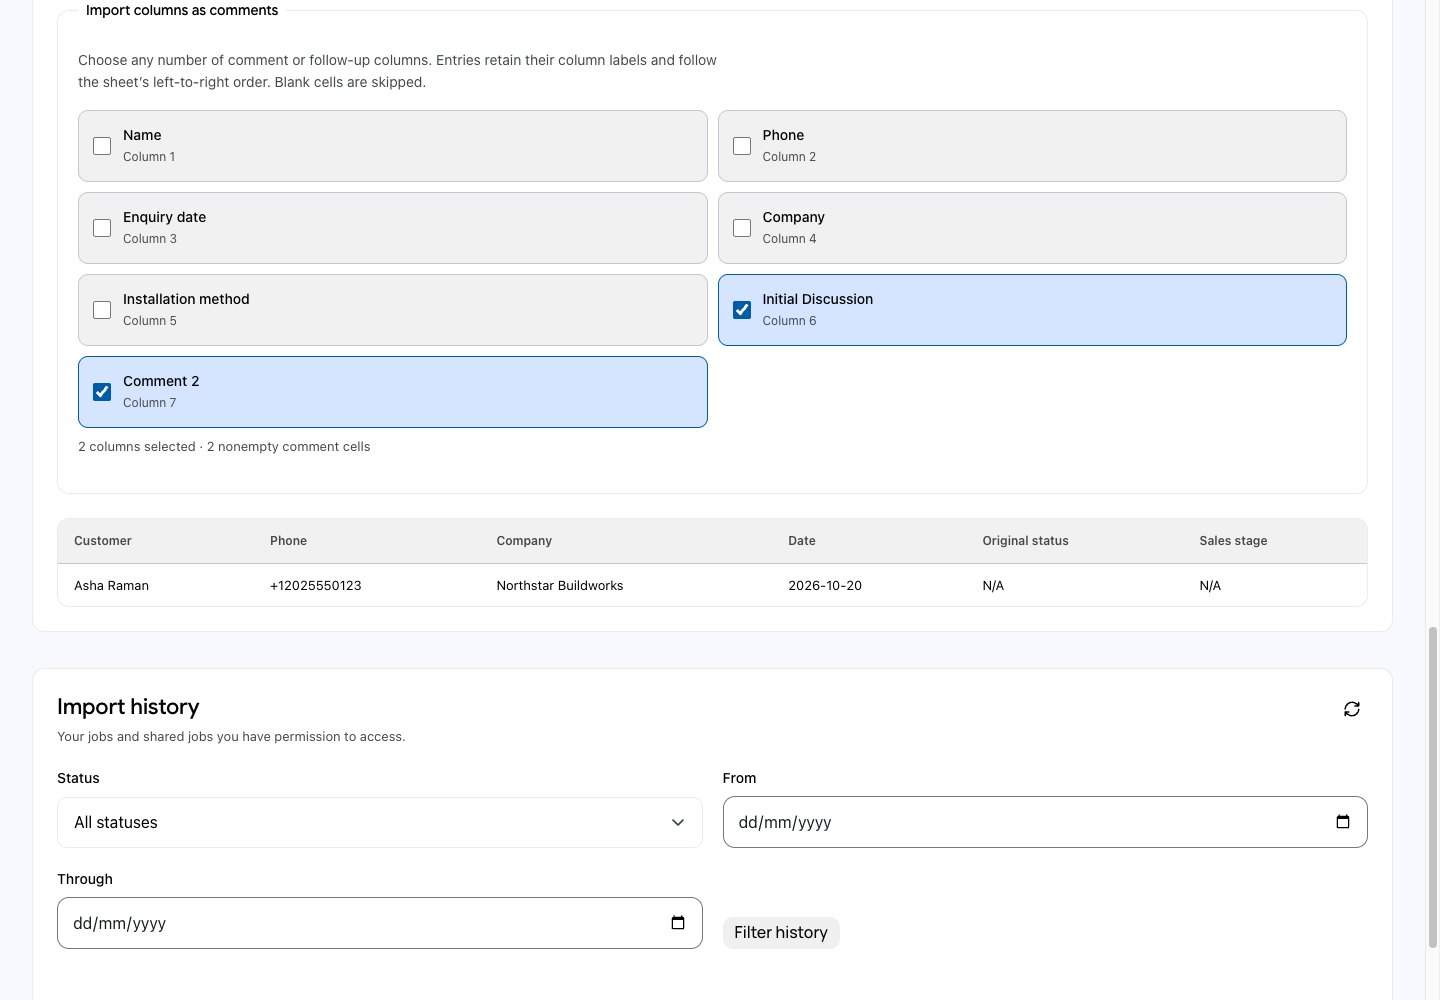 Import columns as comments
Choose any number of comment or follow-up columns. Entries retain their column labels and follow
the sheet's left-to-right order. Blank cells are skipped.
Name
Column 1
Phone
Column 2
Enquiry date
Column 3
Company
Column 4
Installation method
Column 5
Initial Discussion
Column 6
Comment 2
Column 7
2 columns selected · 2 nonempty comment cells
Customer Phone Company Date Original status Sales stage
Asha Raman +12025550123 Northstar Buildworks 2026-10-20 N/A N/A
Import history
Your jobs and shared jobs you have permission to access.
Status
All statuses
From
dd/mm/yyyy
Through
dd/mm/yyyy
Filter history